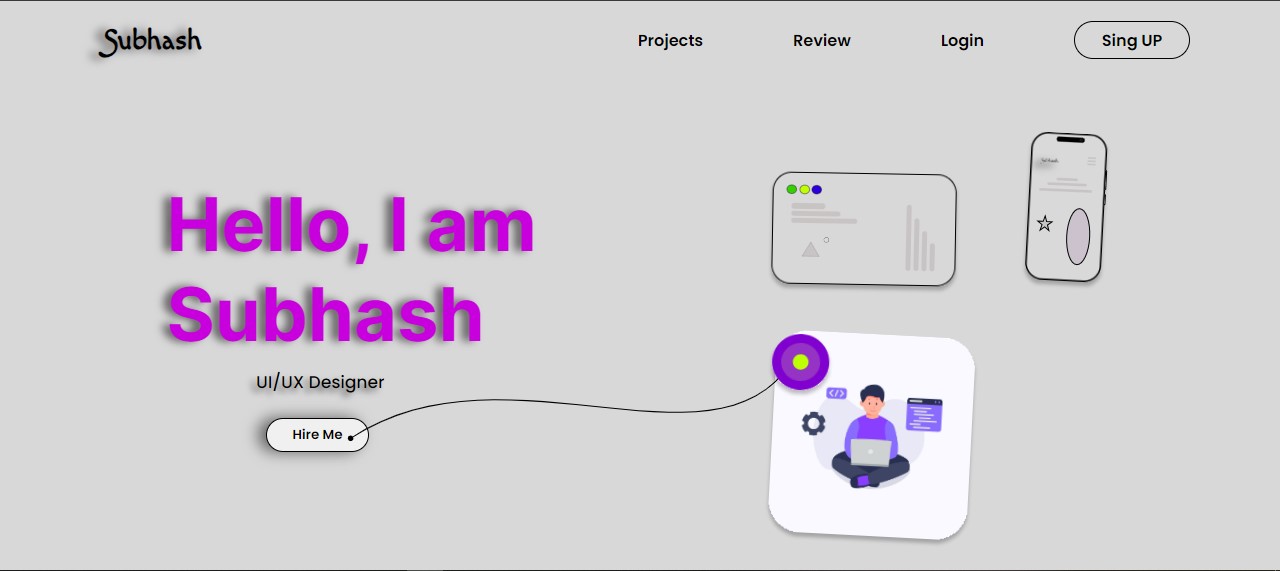 Subhash
Projects
Review
Login
Sing UP
Subhash
Hello, I am
Subhash
UI/UX Designer
Hire Me
</>